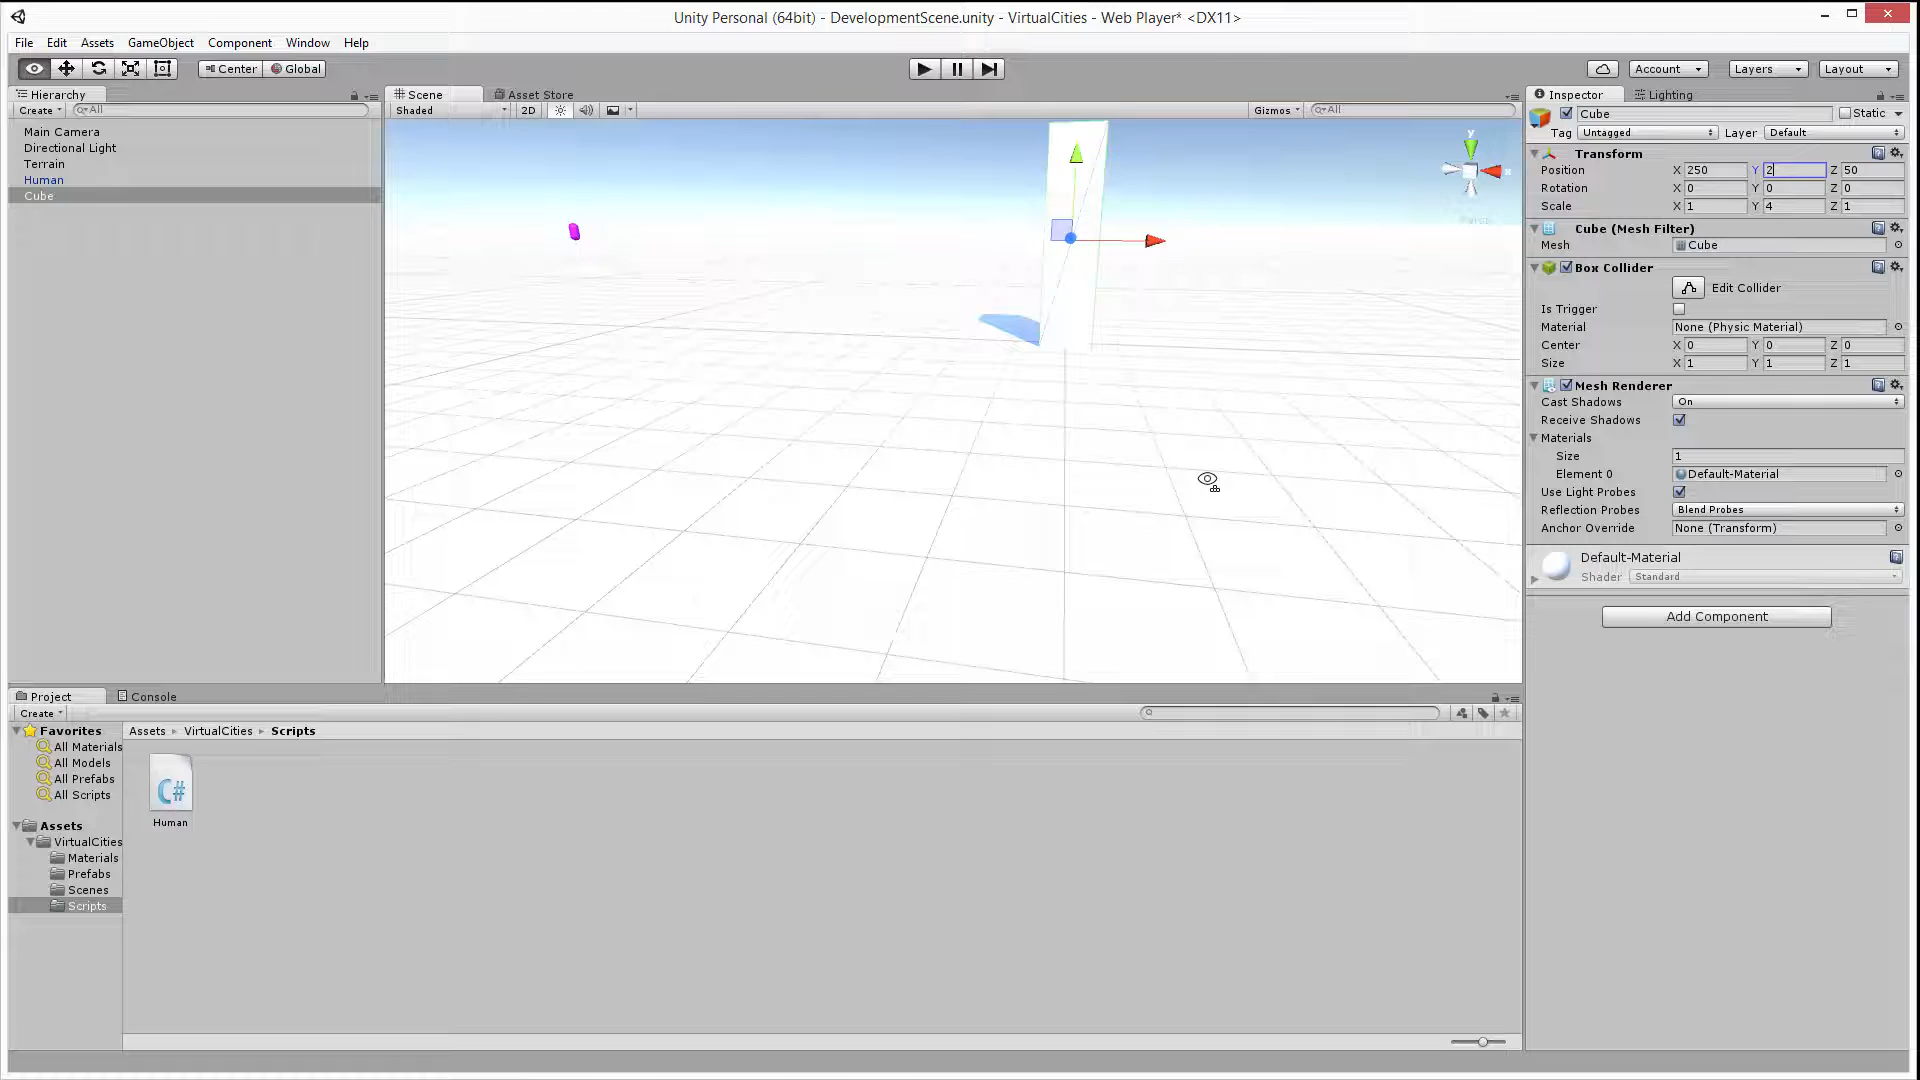 Unity Personal (64bit) - DevelopmentScene.unity - VirtualCities - Web Player* <DX11>
File Edit Assets GameObject Component Window Help
Center Global Account Layers Layout
Hierarchy Scene Asset Store Inspector Lighting
Create All Shaded 2D Gizmos All Cube Static
Tag Untagged Layer Default
Main Camera
Directional Light
Terrain
Human
Cube
y
x
Transform
Position X 250 Y 2 Z 50
Rotation X 0 Y 0 Z 0
Scale X 1 Y 4 Z 1
Cube (Mesh Filter)
Mesh Cube
Box Collider
Edit Collider
Is Trigger
Material None (Physic Material)
Center X 0 Y 0 Z 0
Size X 1 Y 1 Z 1
Mesh Renderer
Cast Shadows On
Receive Shadows
Materials
Size 1
Element 0 Default-Material
Use Light Probes
Reflection Probes Blend Probes
Anchor Override None (Transform)
Default-Material
Shader Standard
Add Component
Project Console
Create
Favorites
All Materials
All Models
All Prefabs
All Scripts
Assets
VirtualCities
Materials
Prefabs
Scenes
Scripts
Assets VirtualCities Scripts
C#
Human